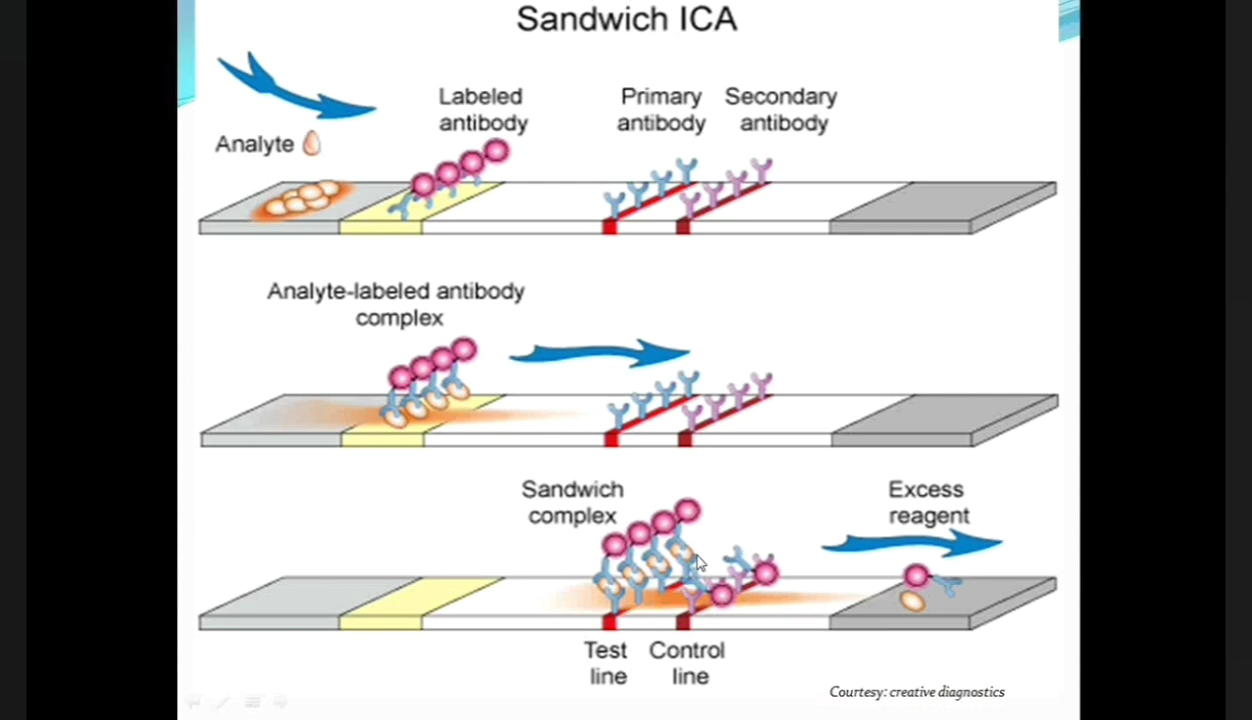 Sandwich ICA
Labeled
antibody
Primary
antibody
Secondary
antibody
Analyte
Analyte-labeled antibody
complex
Sandwich
complex
Excess
reagent
Test
line
Control
line
Courtesy: creative diagnostics